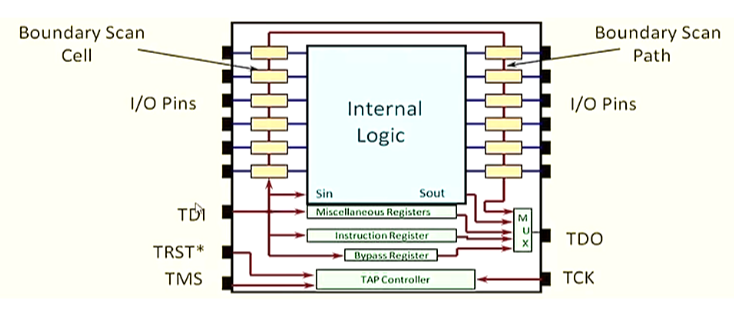 Boundary Scan
Cell
Boundary Scan
Path
I/O Pins
I/O Pins
Internal
Logic
Sin
Sout
TDI
Miscellaneous Registers
M
U
X
Instruction Register
TDO
TRST*
Bypass Register
TMS
TAP Controller
TCK